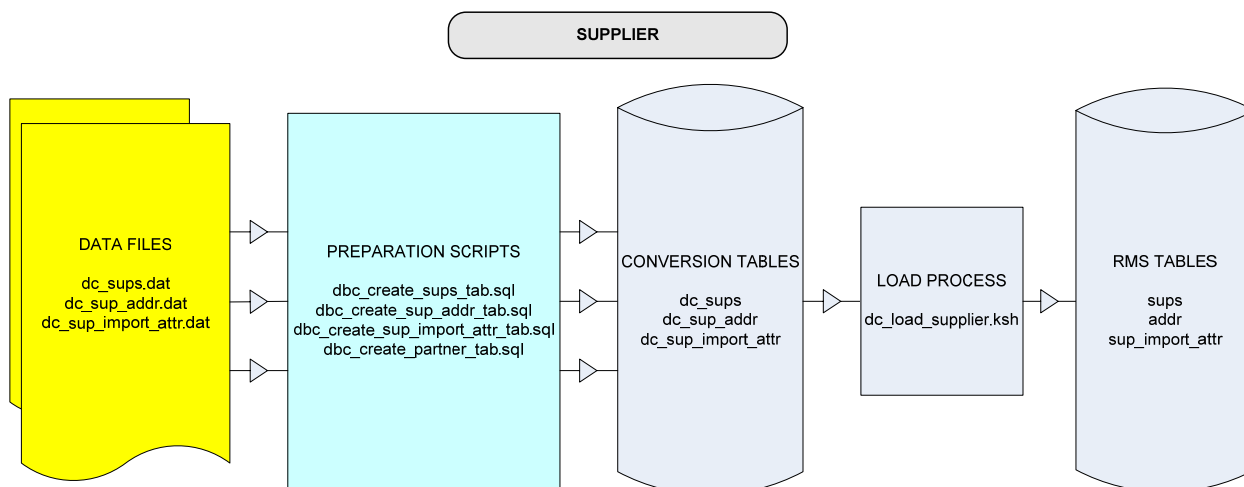 SUPPLIER
DATA FILES
dc_sups.dat
dc_sup_addr.dat
dc_sup_import_attr.dat
PREPARATION SCRIPTS
dbc_create_sups_tab.sql
dbc_create_sup_addr_tab.sql
dbc_create_sup_import_attr_tab.sql
dbc_create_partner_tab.sql
CONVERSION TABLES
dc_sups
dc_sup_addr
dc_sup_import_attr
LOAD PROCESS
dc_load_supplier.ksh
RMS TABLES
sups
addr
sup_import_attr